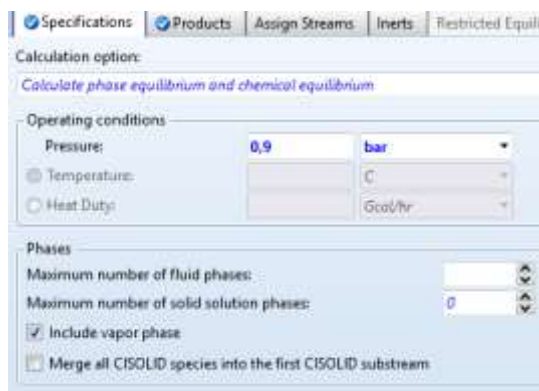 Specifications Products Assign Streams Inerts Restricted Equili
Calculation option:
Calculate phase equilibrium and chemical equilibrium
Operating conditions
Pressure: 0,9 bar
Temperature: C
Heat Duty: Gcal/hr
Phases
Maximum number of fluid phases:
Maximum number of solid solution phases: 0
Include vapor phase
Merge all CISOLID species into the first CISOLID substream